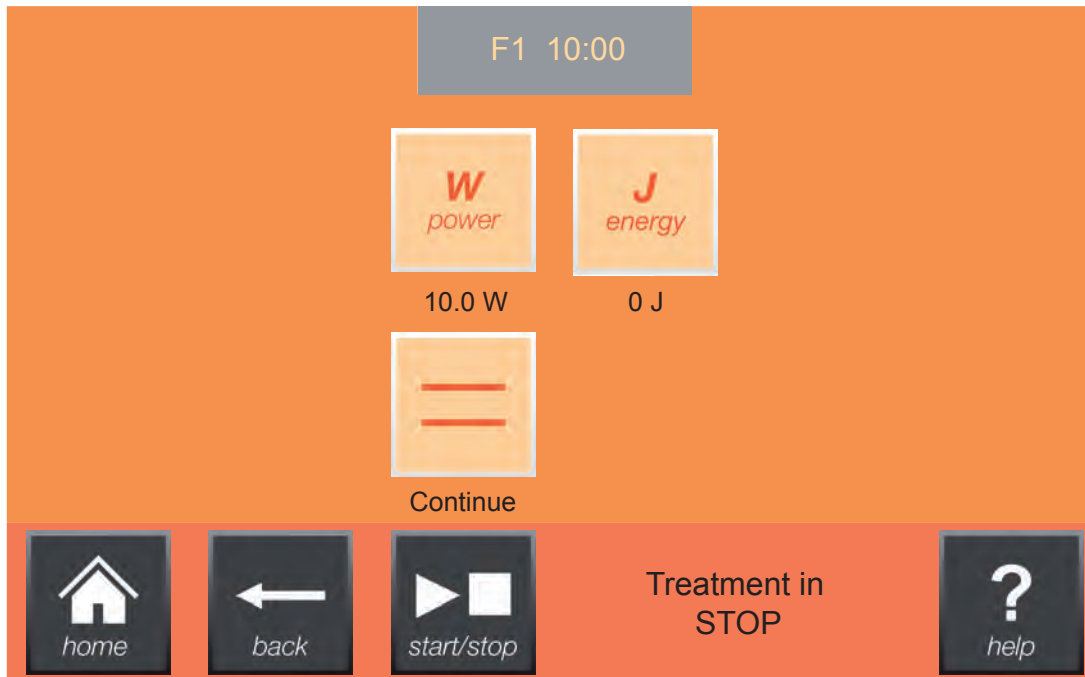 F1 10:00
W
power
J
energy
10.0 W
0 J
Continue
home
back
start/stop
Treatment in
STOP
?
help